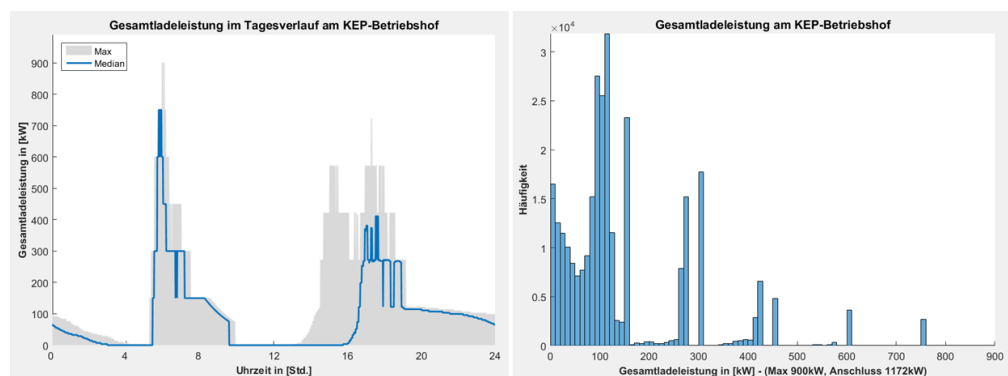 Gesamtladeleistung im Tagesverlauf am KEP-Betriebshof
Max
Median
Gesamtladeleistung in [kW]
900
800
700
600
500
400
300
200
100
0
0 4 8 12 16 20 24
Uhrzeit in [Std.]
Gesamtladeleistung am KEP-Betriebshof
×10⁴
Häufigkeit
3
2.5
2
1.5
1
0.5
0
0 100 200 300 400 500 600 700 800 900
Gesamtladeleistung in [kW] - (Max 900kW, Anschluss 1172kW)